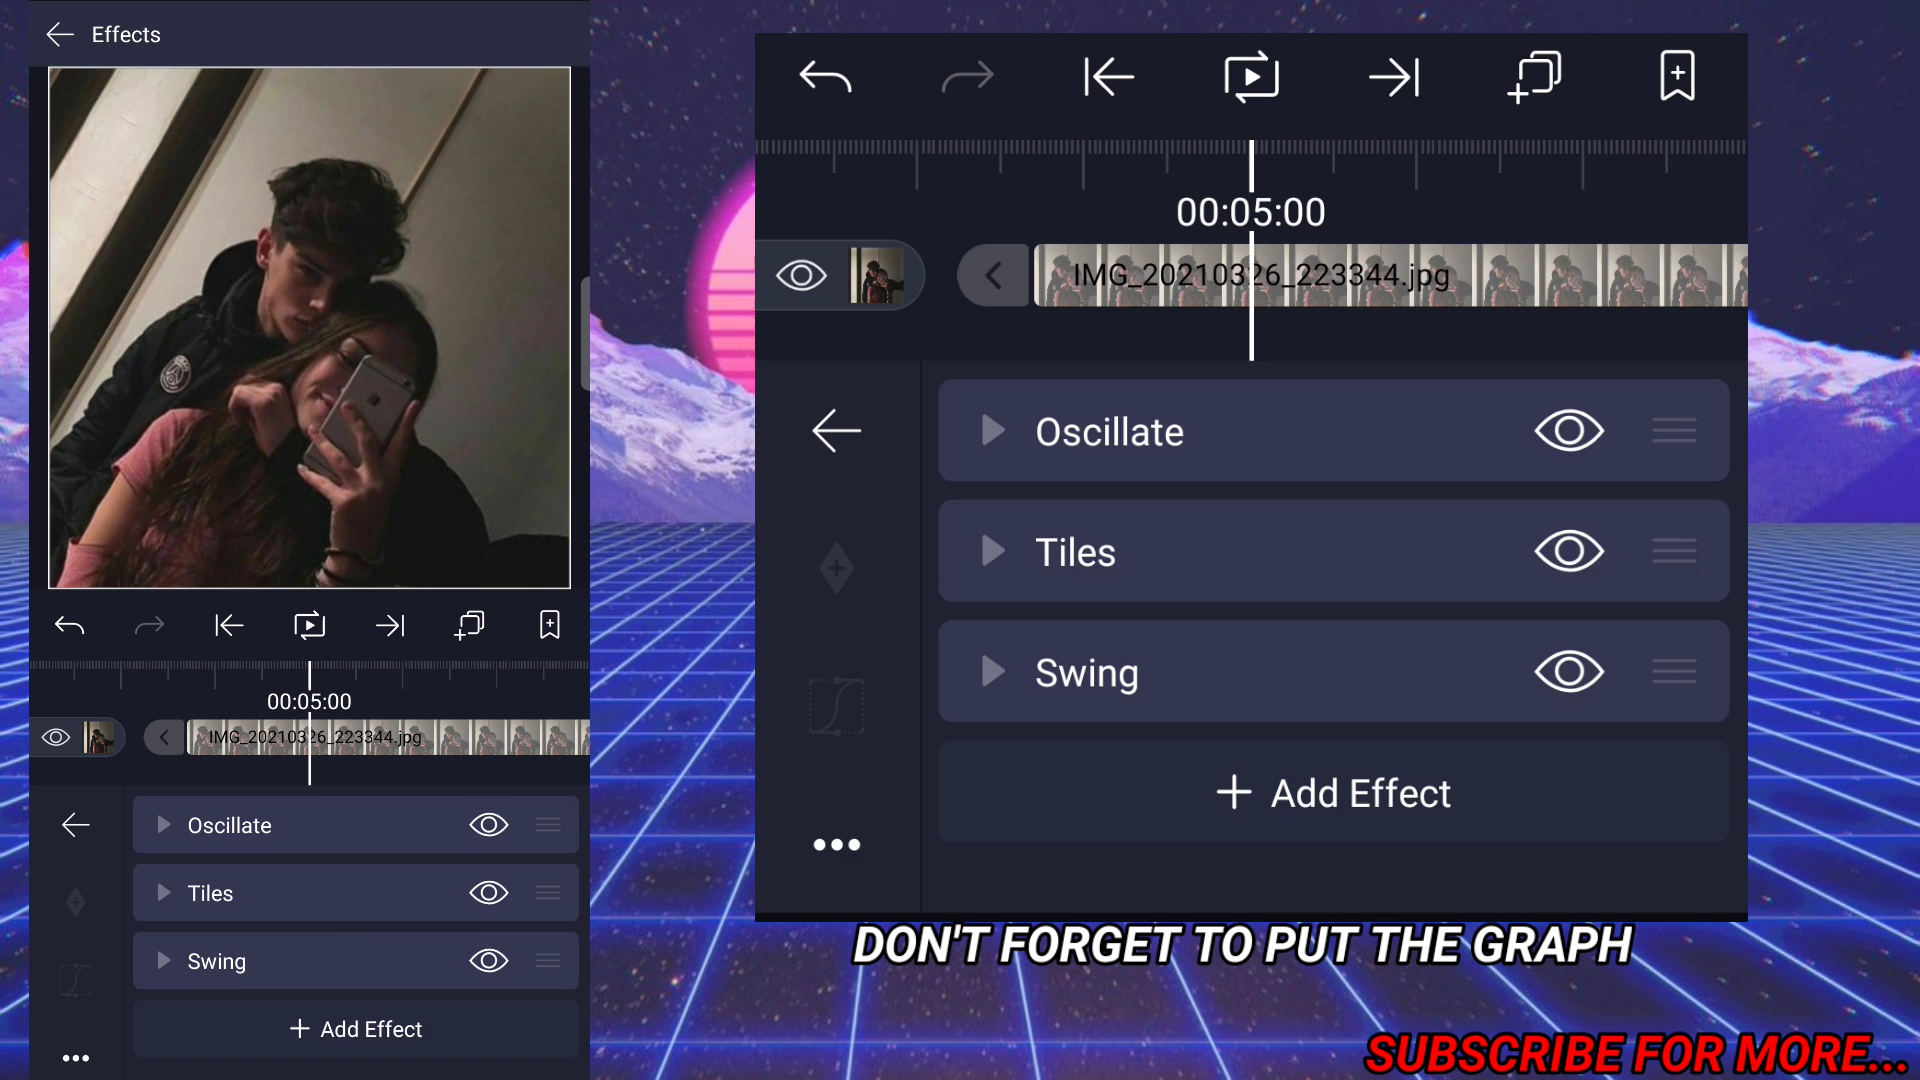 Effects
00:05:00
IMG_20210326_223344.jpg
Oscillate
Tiles
Swing
+ Add Effect
00:05:00
IMG_20210326_223344.jpg
Oscillate
Tiles
Swing
+ Add Effect
DON'T FORGET TO PUT THE GRAPH
SUBSCRIBE FOR MORE...